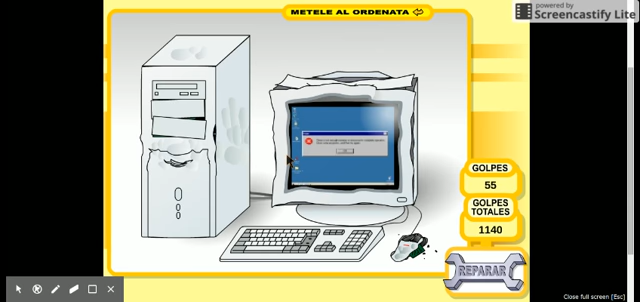 METELE AL ORDENATA
powered by
Screencastify Lite
GOLPES
55
GOLPES
TOTALES
1140
REPARAR
Close full screen [Esc]